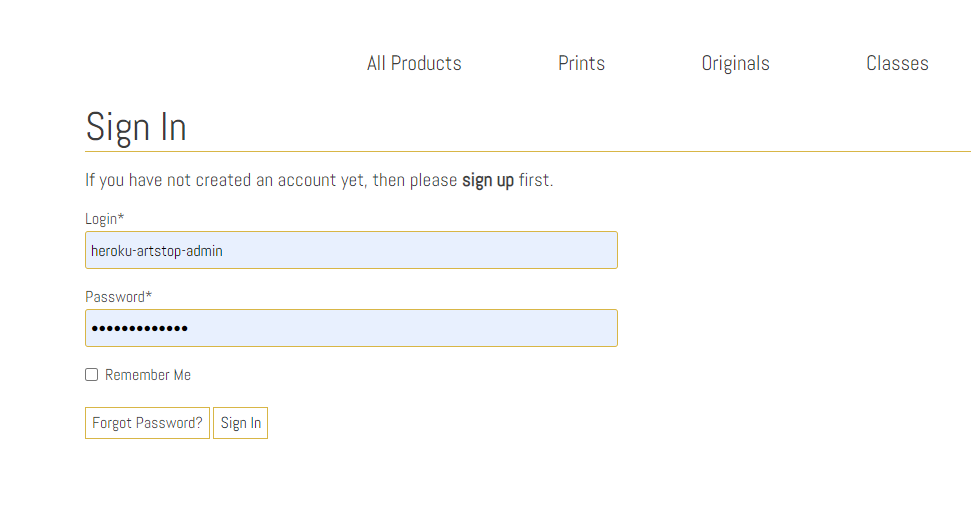 All Products Prints Originals Classes
Sign In
If you have not created an account yet, then please sign up first.
Login*
heroku-artstop-admin
Password*
•••••••••••••
Remember Me
Forgot Password? Sign In